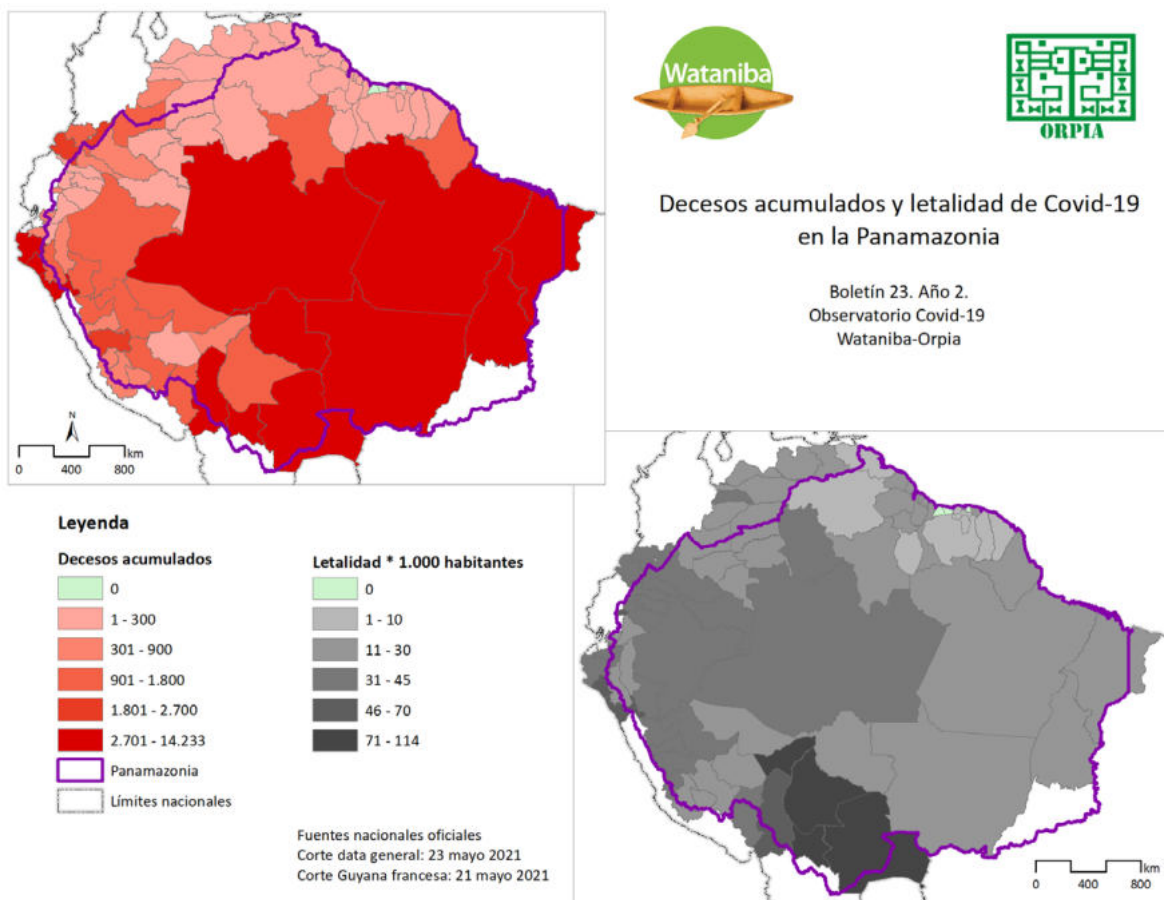 Wataniba
ORPIA
Decesos acumulados y letalidad de Covid-19
en la Panamazonia
Boletín 23. Año 2.
Observatorio Covid-19
Wataniba-Orpia
N
km
0 400 800
Leyenda
Decesos acumulados
0
1 - 300
301 - 900
901 - 1.800
1.801 - 2.700
2.701 - 14.233
Panamazonia
Límites nacionales
Letalidad * 1.000 habitantes
0
1 - 10
11 - 30
31 - 45
46 - 70
71 - 114
Fuentes nacionales oficiales
Corte data general: 23 mayo 2021
Corte Guyana francesa: 21 mayo 2021
km
0 400 800